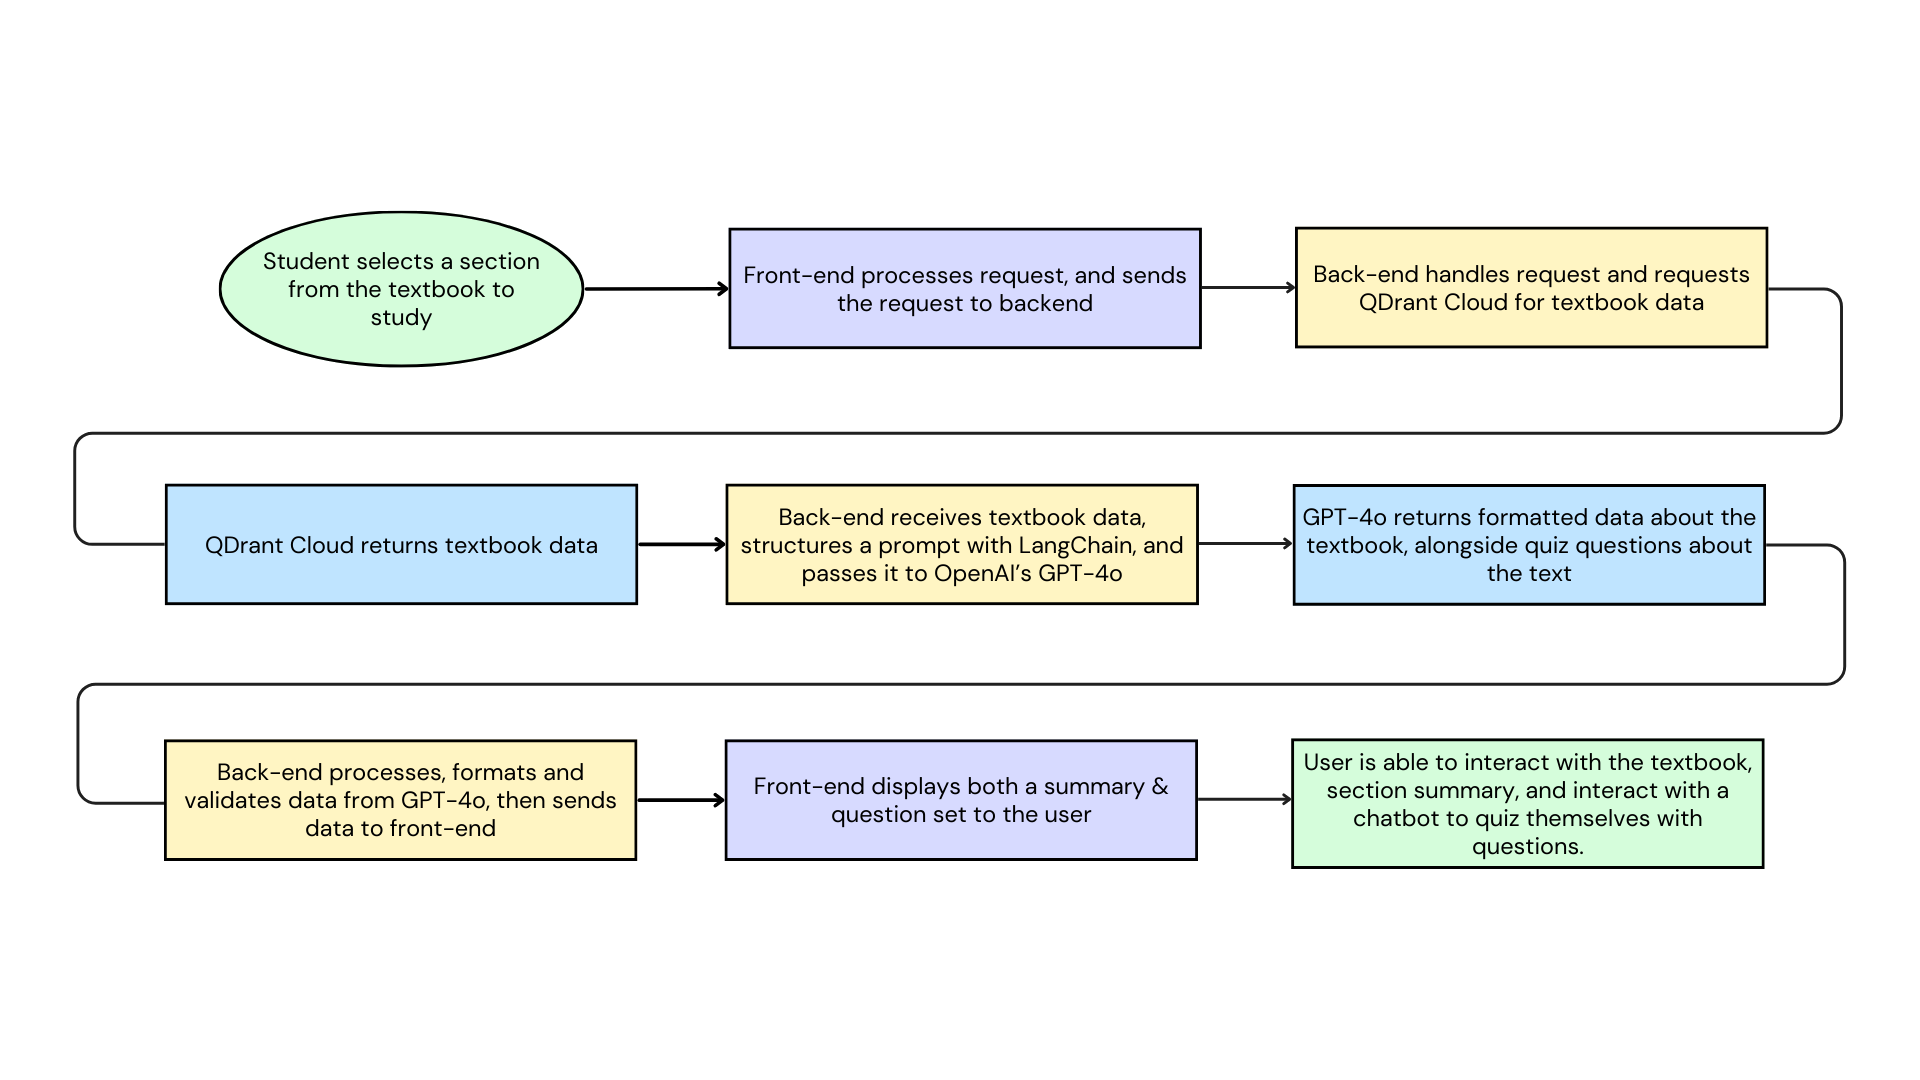 Student selects a section
from the textbook to
study
Front-end processes request, and sends
the request to backend
Back-end handles request and requests
QDrant Cloud for textbook data
QDrant Cloud returns textbook data
Back-end receives textbook data,
structures a prompt with LangChain, and
passes it to OpenAI’s GPT-4o
GPT-4o returns formatted data about the
textbook, alongside quiz questions about
the text
Back-end processes, formats and
validates data from GPT-4o, then sends
data to front-end
Front-end displays both a summary &
question set to the user
User is able to interact with the textbook,
section summary, and interact with a
chatbot to quiz themselves with
questions.